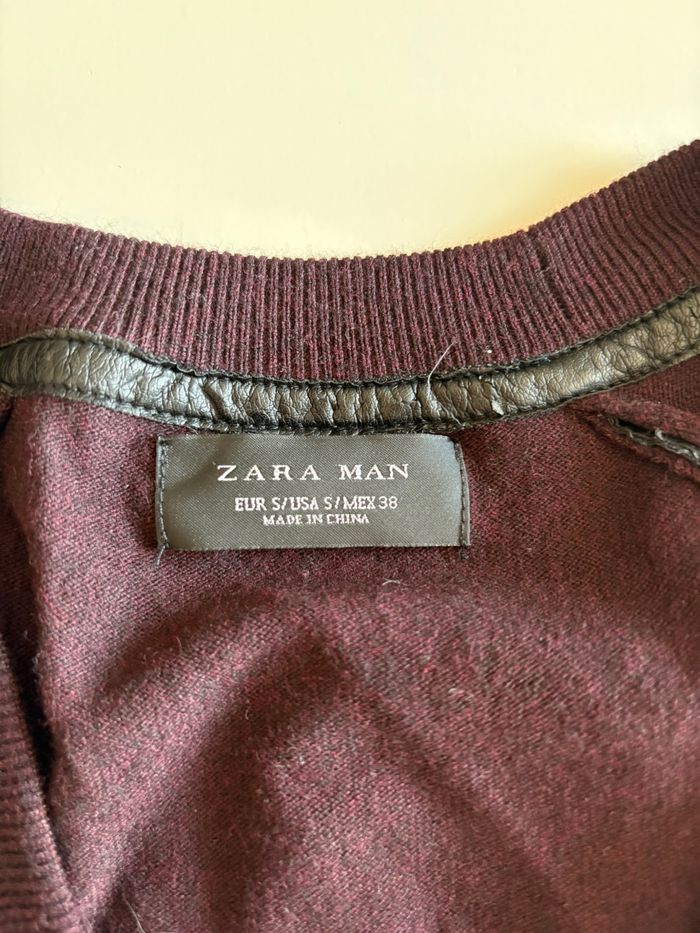 ZARA MAN
EUR S/USA S/MEX 38
MADE IN CHINA